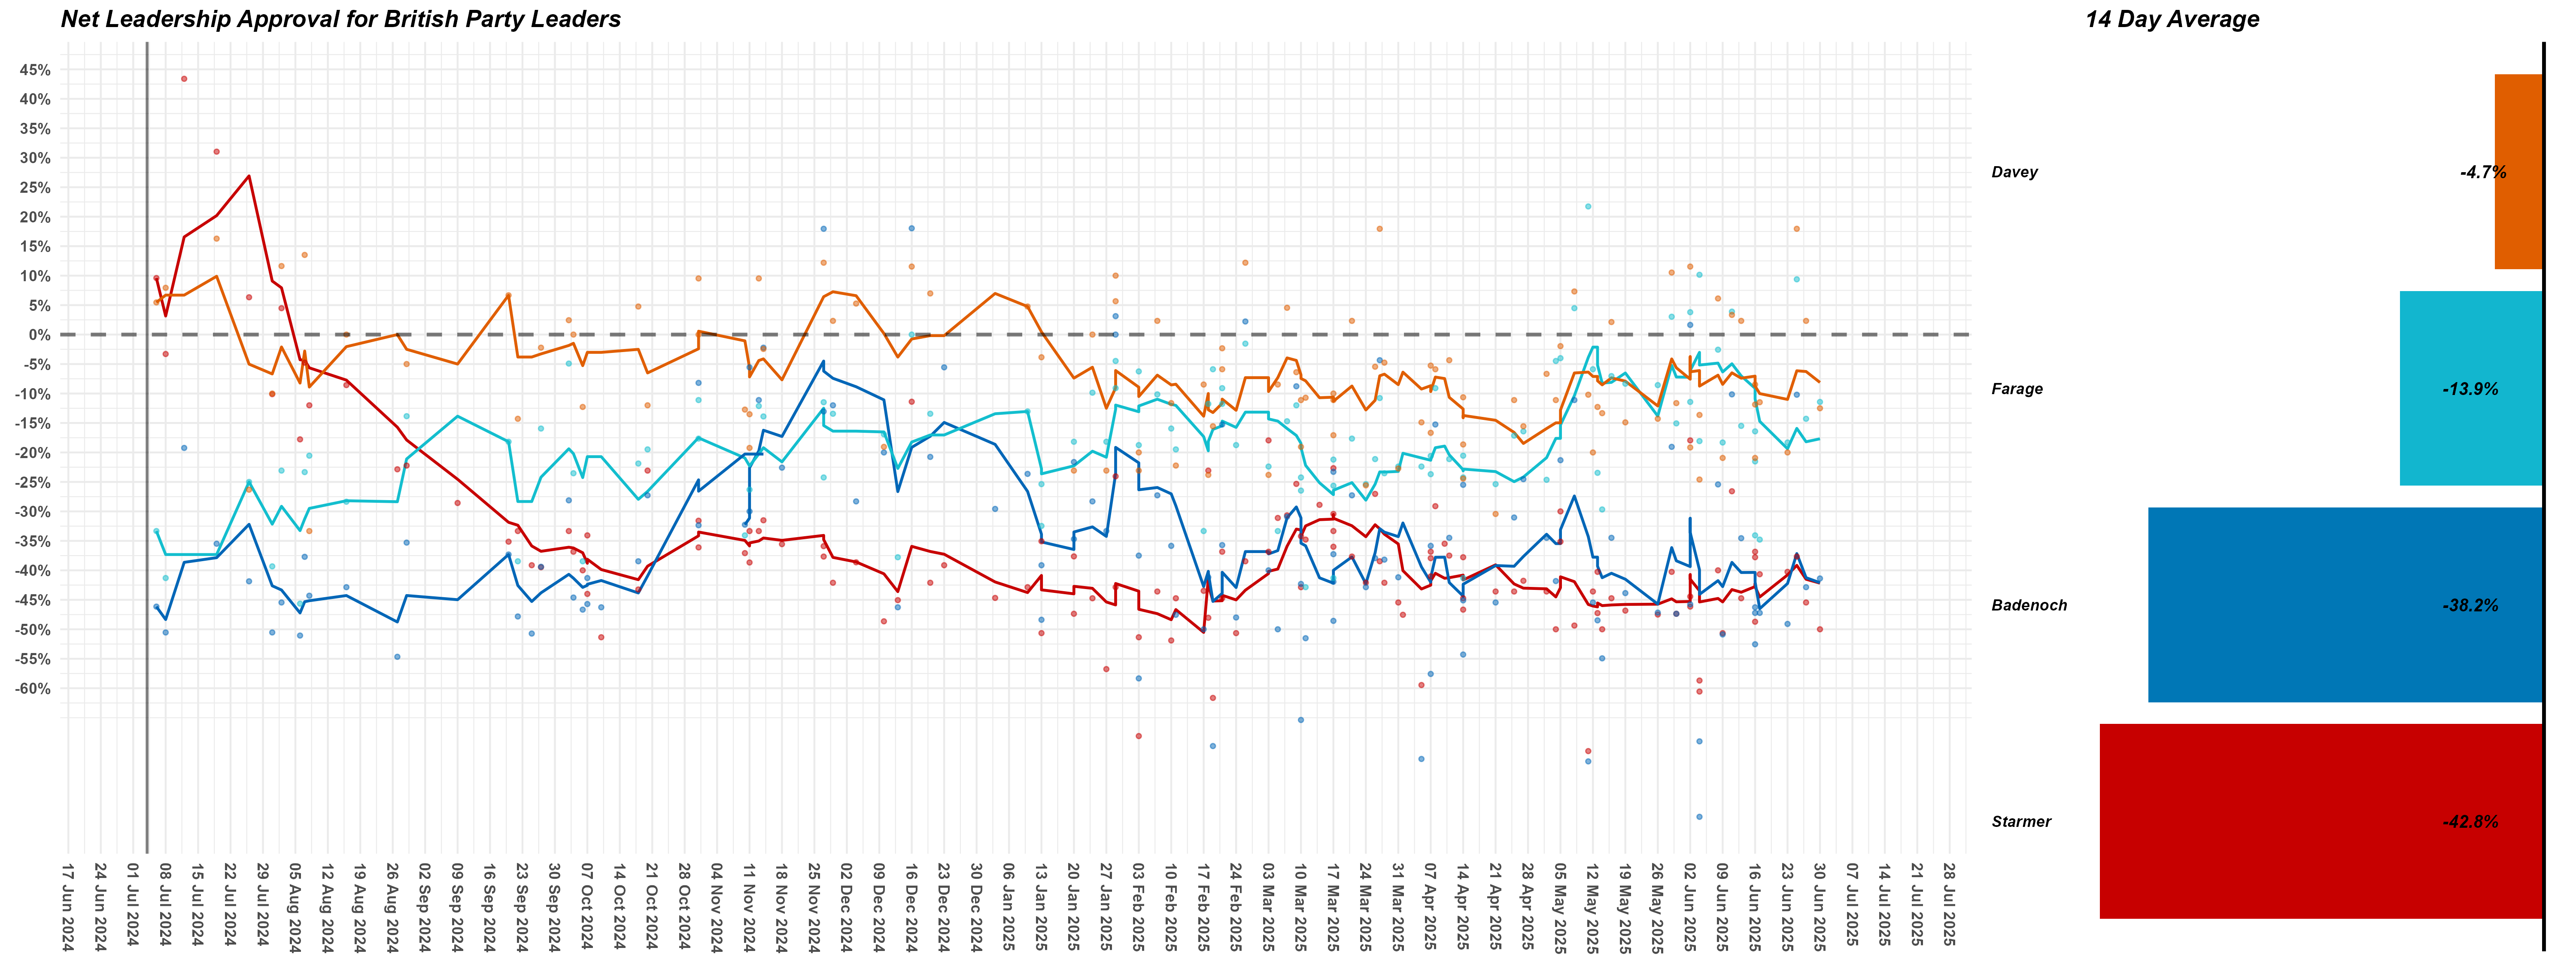 Net Leadership Approval for British Party Leaders
14 Day Average
45%
40%
35%
30%
25%
20%
15%
10%
5%
0%
-5%
-10%
-15%
-20%
-25%
-30%
-35%
-40%
-45%
-50%
-55%
-60%
17 Jun 2024
24 Jun 2024
01 Jul 2024
08 Jul 2024
15 Jul 2024
22 Jul 2024
29 Jul 2024
05 Aug 2024
12 Aug 2024
19 Aug 2024
26 Aug 2024
02 Sep 2024
09 Sep 2024
16 Sep 2024
23 Sep 2024
30 Sep 2024
07 Oct 2024
14 Oct 2024
21 Oct 2024
28 Oct 2024
04 Nov 2024
11 Nov 2024
18 Nov 2024
25 Nov 2024
02 Dec 2024
09 Dec 2024
16 Dec 2024
23 Dec 2024
30 Dec 2024
06 Jan 2025
13 Jan 2025
20 Jan 2025
27 Jan 2025
03 Feb 2025
10 Feb 2025
17 Feb 2025
24 Feb 2025
03 Mar 2025
10 Mar 2025
17 Mar 2025
24 Mar 2025
31 Mar 2025
07 Apr 2025
14 Apr 2025
21 Apr 2025
28 Apr 2025
05 May 2025
12 May 2025
19 May 2025
26 May 2025
02 Jun 2025
09 Jun 2025
16 Jun 2025
23 Jun 2025
30 Jun 2025
07 Jul 2025
14 Jul 2025
21 Jul 2025
28 Jul 2025
Davey
-4.7%
Farage
-13.9%
Badenoch
-38.2%
Starmer
-42.8%